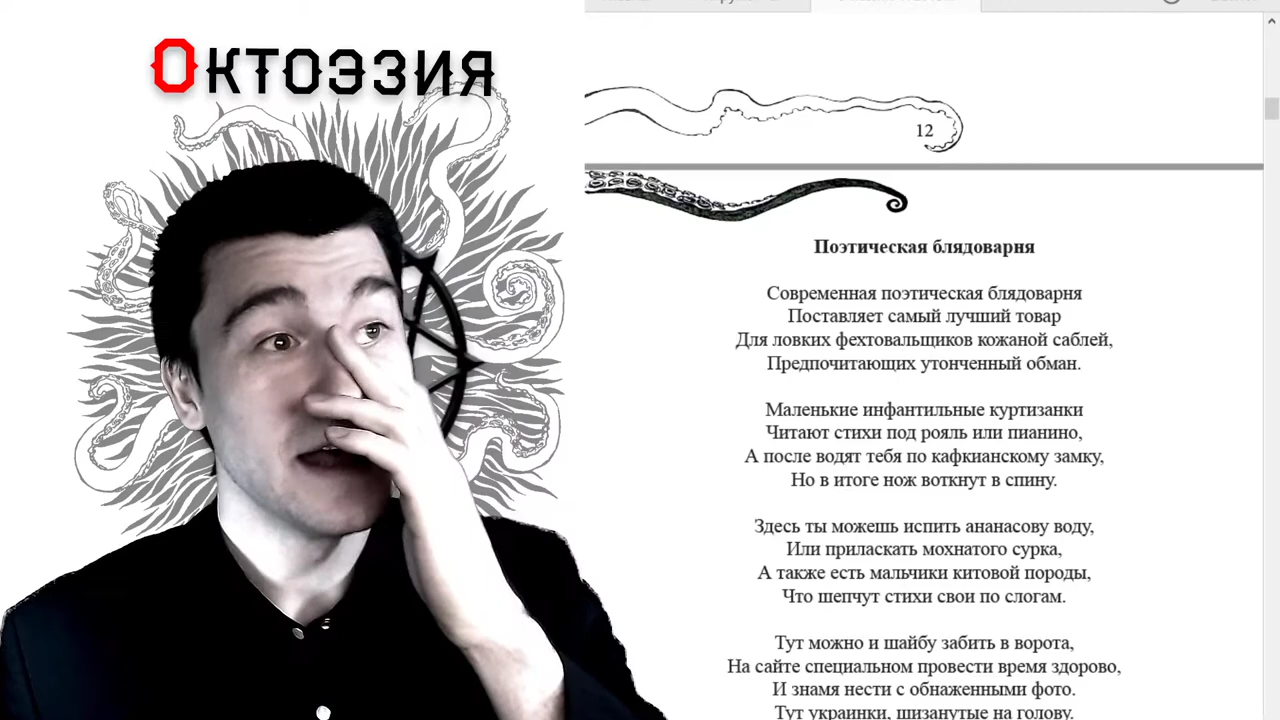 Октоэзия
12
Поэтическая блядоварня
Современная поэтическая блядоварня
Поставляет самый лучший товар
Для ловких фехтовальщиков кожаной саблей,
Предпочитающих утонченный обман.
Маленькие инфантильные куртизанки
Читают стихи под рояль или пианино,
А после водят тебя по кафкианскому замку,
Но в итоге нож воткнут в спину.
Здесь ты можешь испить ананасову воду,
Или приласкать мохнатого сурка,
А также есть мальчики китовой породы,
Что шепчут стихи свои по слогам.
Тут можно и шайбу забить в ворота,
На сайте специальном провести время здорово,
И знамя нести с обнаженными фото.
Тут украинки, шизанутые на голову.